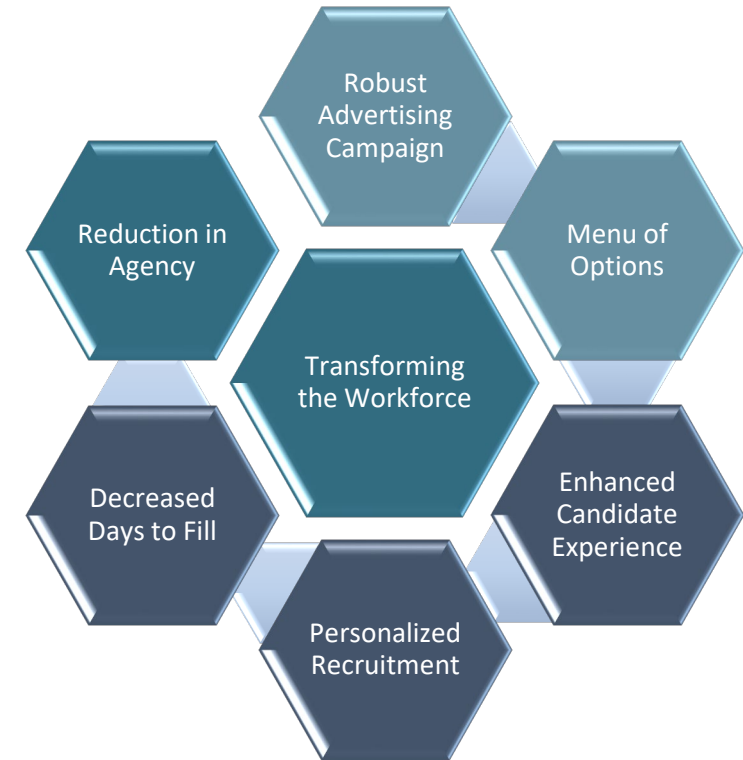 Robust
Advertising
Campaign
Reduction in
Agency
Menu of
Options
Transforming
the Workforce
Decreased
Days to Fill
Enhanced
Candidate
Experience
Personalized
Recruitment